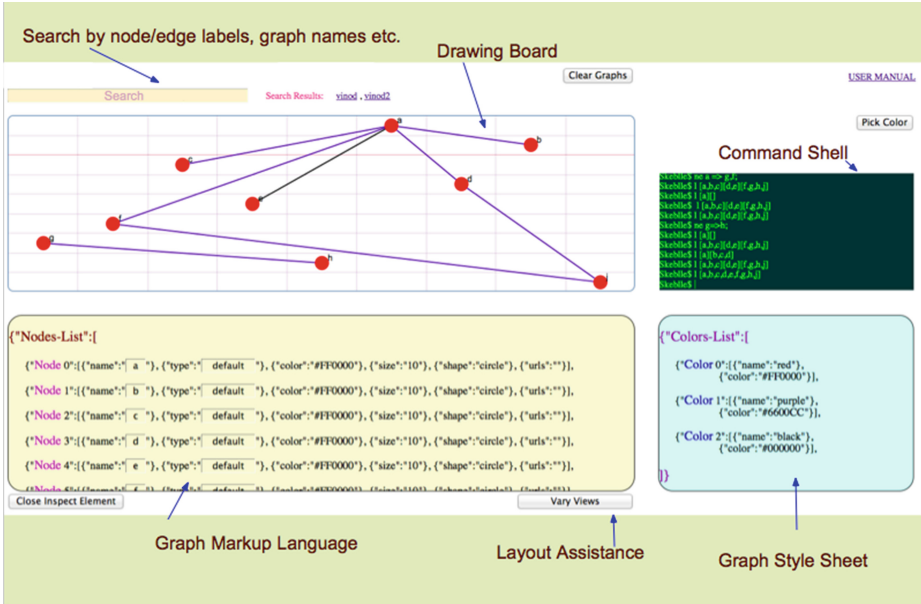 Search by node/edge labels, graph names etc.
Drawing Board
Clear Graphs
USER MANUAL
Search
Search Results: vinod , vinod2
Pick Color
Command Shell
a
b
c
d
e
f
g
h
j
Skeblle$ ne a => g,f;
Skeblle$ l [a,b,c][d,e][f,g,h,j]
Skeblle$ l [a][]
Skeblle$ l [a,b,c][d,e][f,g,h,j]
Skeblle$ l [a,b,c][d,e][f,g,h,j]
Skeblle$ ne g=>h;
Skeblle$ l [a][]
Skeblle$ l [a,b,c][d,e][f,g,h,j]
Skeblle$ l [a][b,c,d]
Skeblle$ l [a,b,c][d,e][f,g,h,j]
Skeblle$ l [a,b,c,d,e,f,g,h,j]
Skeblle$
{"Nodes-List":[
{"Node 0":[{"name":" a "}, {"type":" default "}, {"color":"#FF0000"}, {"size":"10"}, {"shape":"circle"}, {"urls":""}],
{"Node 1":[{"name":" b "}, {"type":" default "}, {"color":"#FF0000"}, {"size":"10"}, {"shape":"circle"}, {"urls":""}],
{"Node 2":[{"name":" c "}, {"type":" default "}, {"color":"#FF0000"}, {"size":"10"}, {"shape":"circle"}, {"urls":""}],
{"Node 3":[{"name":" d "}, {"type":" default "}, {"color":"#FF0000"}, {"size":"10"}, {"shape":"circle"}, {"urls":""}],
{"Node 4":[{"name":" e "}, {"type":" default "}, {"color":"#FF0000"}, {"size":"10"}, {"shape":"circle"}, {"urls":""}],
{"Colors-List":[
{"Color 0":[{"name":"red"},
{"color":"#FF0000"}],
{"Color 1":[{"name":"purple"},
{"color":"#6600CC"}],
{"Color 2":[{"name":"black"},
{"color":"#000000"}],
]}
Close Inspect Element
Vary Views
Graph Markup Language
Layout Assistance
Graph Style Sheet